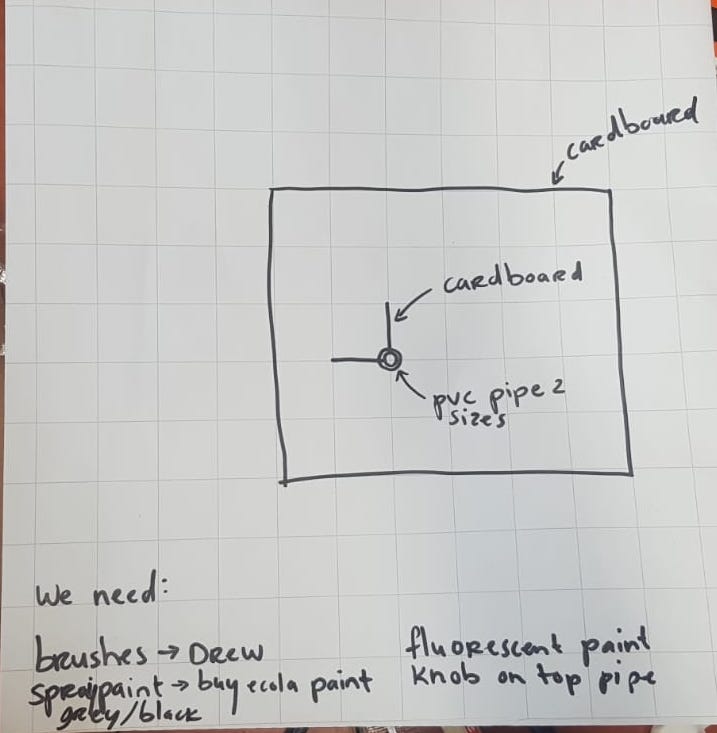 cardboard
cardboard
pvc pipe 2
sizes
We need:
brushes → Drew
spraypaint → buy ecola paint
grey/black
fluorescent paint
Knob on top pipe